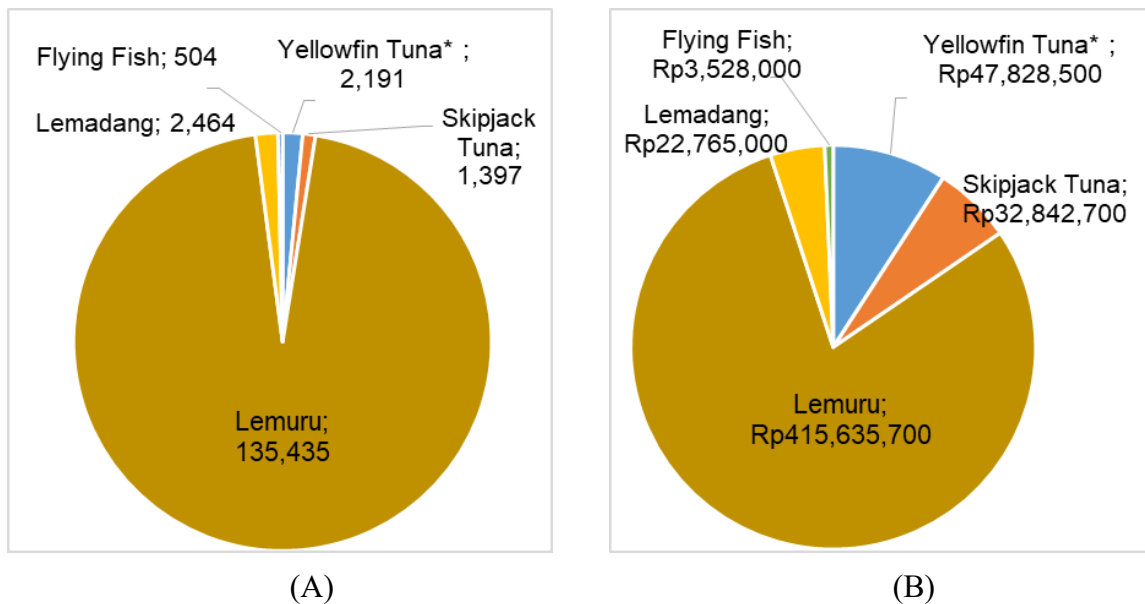 Flying Fish; 504
Yellowfin Tuna* ;
2,191
Lemadang; 2,464
Skipjack
Tuna;
1,397
Lemuru;
135,435
(A)
Flying Fish;
Rp3,528,000
Yellowfin Tuna* ;
Rp47,828,500
Lemadang;
Rp22,765,000
Skipjack Tuna;
Rp32,842,700
Lemuru;
Rp415,635,700
(B)